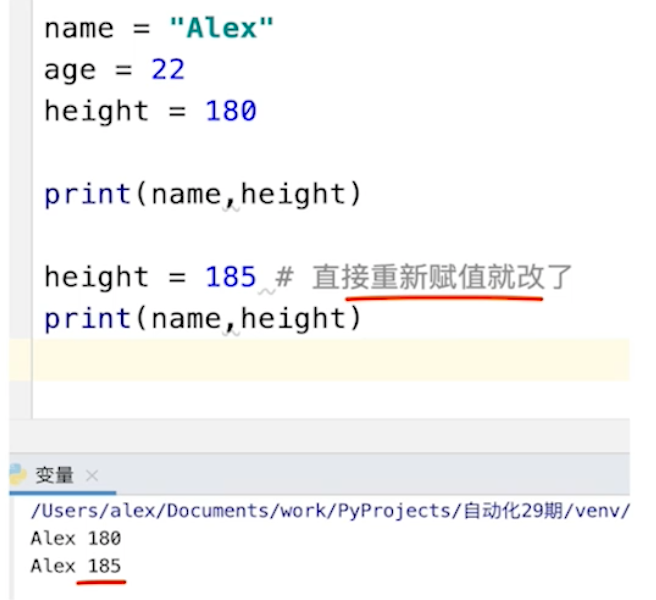 name = "Alex"
age = 22
height = 180
print(name,height)
height = 185 # 直接重新赋值就改了
print(name,height)
变量 ×
/Users/alex/Documents/work/PyProjects/自动化29期/venv/
Alex 180
Alex 185